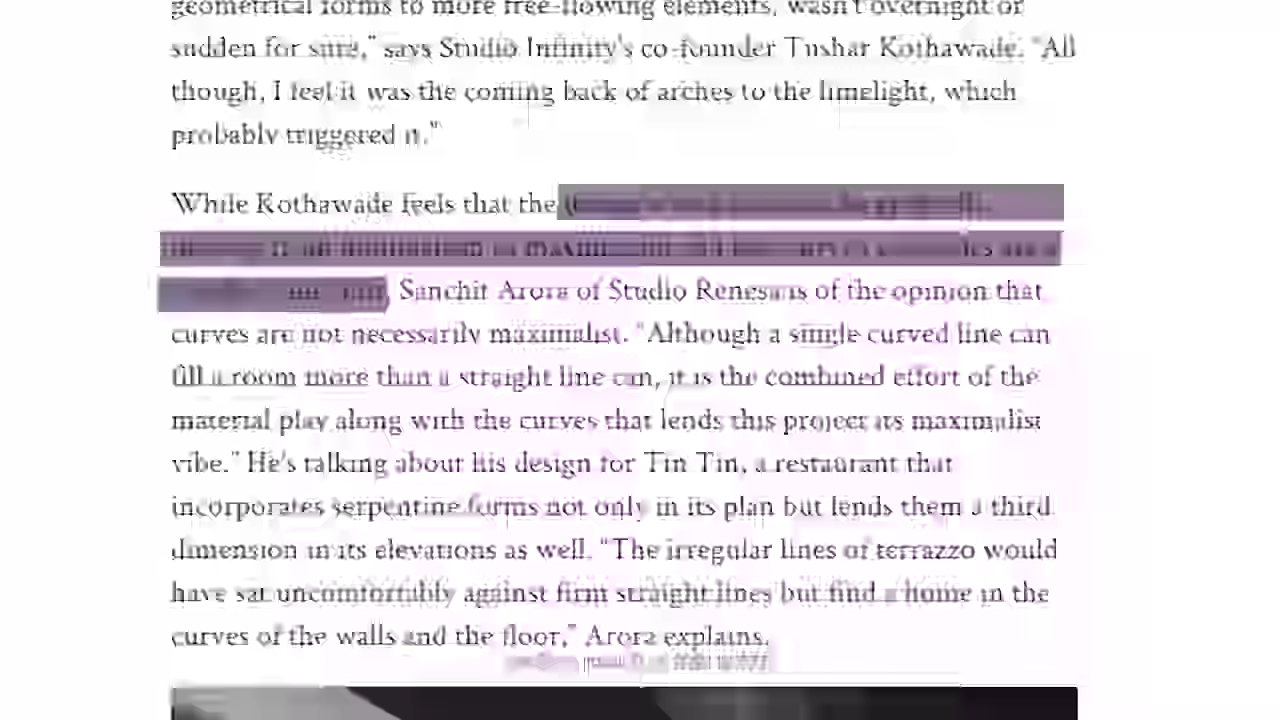 geometrical forms to more free-flowing elements, wasn't overnight or
sudden for sure," says Studio Infinity's co-founder Tushar Kothawade. "All
though, I feel it was the coming back of arches to the limelight, which
probably triggered it."
While Kothawade feels that the
minimalism to
Sanchit Arora of Studio Renesa is of the opinion that
curves are not necessarily maximalist. "Although a single curved line can
fill a room more than a straight line can, it is the combined effort of the
material play along with the curves that lends this project its maximalist
vibe." He's talking about his design for Tin Tin, a restaurant that
incorporates serpentine forms not only in its plan but lends them a third
dimension in its elevations as well. "The irregular lines of terrazzo would
have sat uncomfortably against firm straight lines but find a home in the
curves of the walls and the floor," Arora explains.